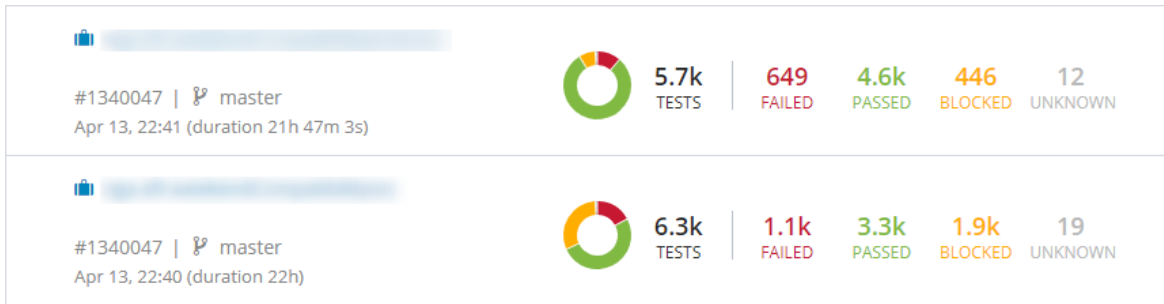 #1340047 | master
Apr 13, 22:41 (duration 21h 47m 3s)
5.7k 649 4.6k 446 12
TESTS FAILED PASSED BLOCKED UNKNOWN
#1340047 | master
Apr 13, 22:40 (duration 22h)
6.3k 1.1k 3.3k 1.9k 19
TESTS FAILED PASSED BLOCKED UNKNOWN